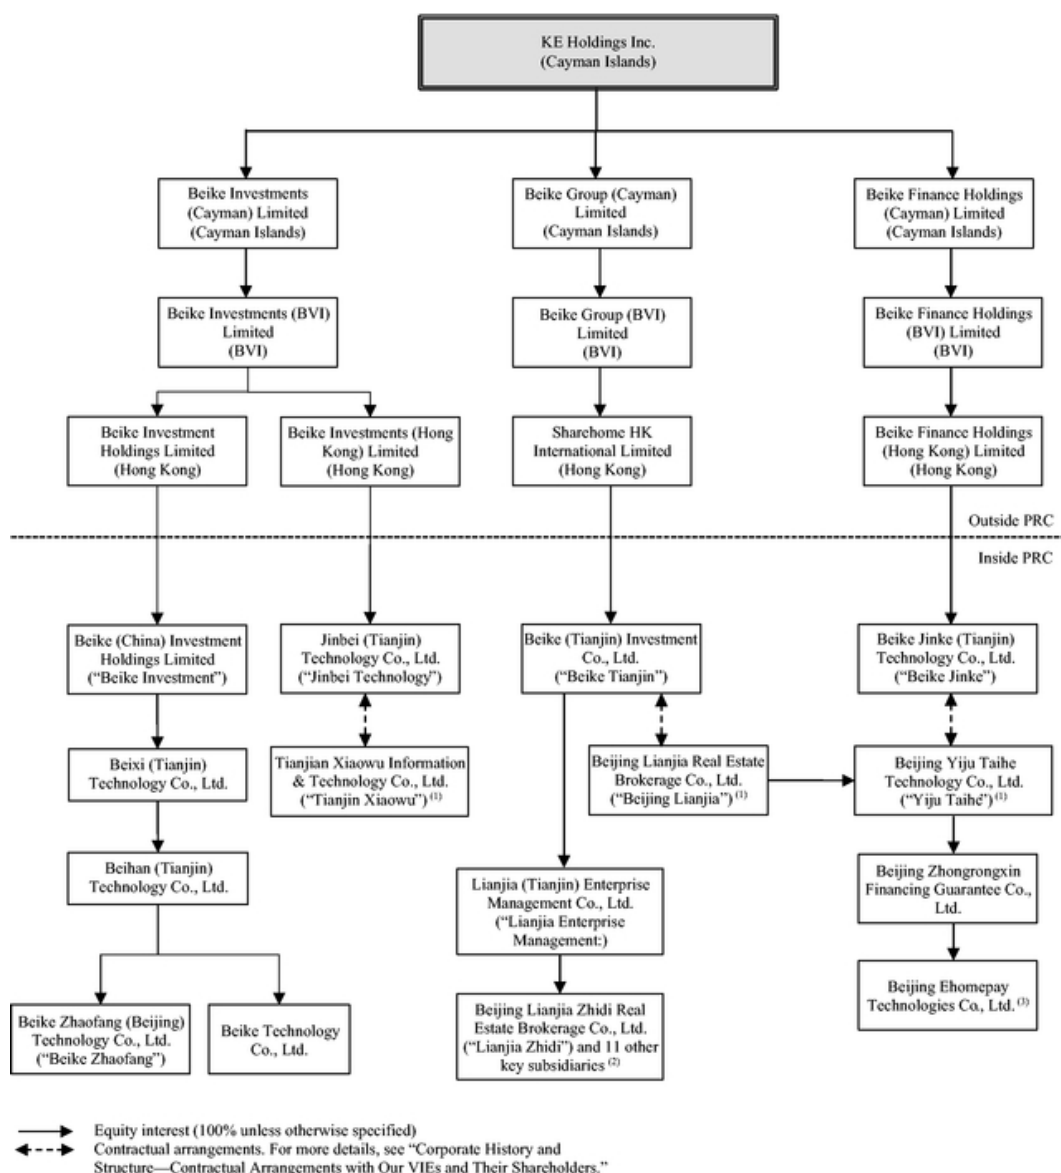 KE Holdings Inc.
(Cayman Islands)
Beike Investments
(Cayman) Limited
(Cayman Islands)
Beike Group (Cayman)
Limited
(Cayman Islands)
Beike Finance Holdings
(Cayman) Limited
(Cayman Islands)
Beike Investments (BVI)
Limited
(BVI)
Beike Group (BVI)
Limited
(BVI)
Beike Finance Holdings
(BVI) Limited
(BVI)
Beike Investment
Holdings Limited
(Hong Kong)
Beike Investments (Hong
Kong) Limited
(Hong Kong)
Sharehome HK
International Limited
(Hong Kong)
Beike Finance Holdings
(Hong Kong) Limited
(Hong Kong)
Outside PRC
Inside PRC
Beike (China) Investment
Holdings Limited
(“Beike Investment”)
Jinbei (Tianjin)
Technology Co., Ltd.
(“Jinbei Technology”)
Beike (Tianjin) Investment
Co., Ltd.
(“Beike Tianjin”)
Beike Jinke (Tianjin)
Technology Co., Ltd.
(“Beike Jinke”)
Beixi (Tianjin)
Technology Co., Ltd.
Tianjian Xiaowu Information
& Technology Co., Ltd.
(“Tianjin Xiaowu”) (1)
Beijing Lianjia Real Estate
Brokerage Co., Ltd.
(“Beijing Lianjia”) (1)
Beijing Yiju Taihe
Technology Co., Ltd.
(“Yiju Taihe”) (1)
Beihan (Tianjin)
Technology Co., Ltd.
Lianjia (Tianjin) Enterprise
Management Co., Ltd.
(“Lianjia Enterprise
Management:)
Beijing Zhongrongxin
Financing Guarantee Co.,
Ltd.
Beike Zhaofang (Beijing)
Technology Co., Ltd.
(“Beike Zhaofang”)
Beike Technology
Co., Ltd.
Beijing Lianjia Zhidi Real
Estate Brokerage Co., Ltd.
(“Lianjia Zhidi”) and 11 other
key subsidiaries (2)
Beijing Ehomepay
Technologies Co., Ltd. (3)
Equity interest (100% unless otherwise specified)
Contractual arrangements. For more details, see “Corporate History and
Structure—Contractual Arrangements with Our VIEs and Their Shareholders.”